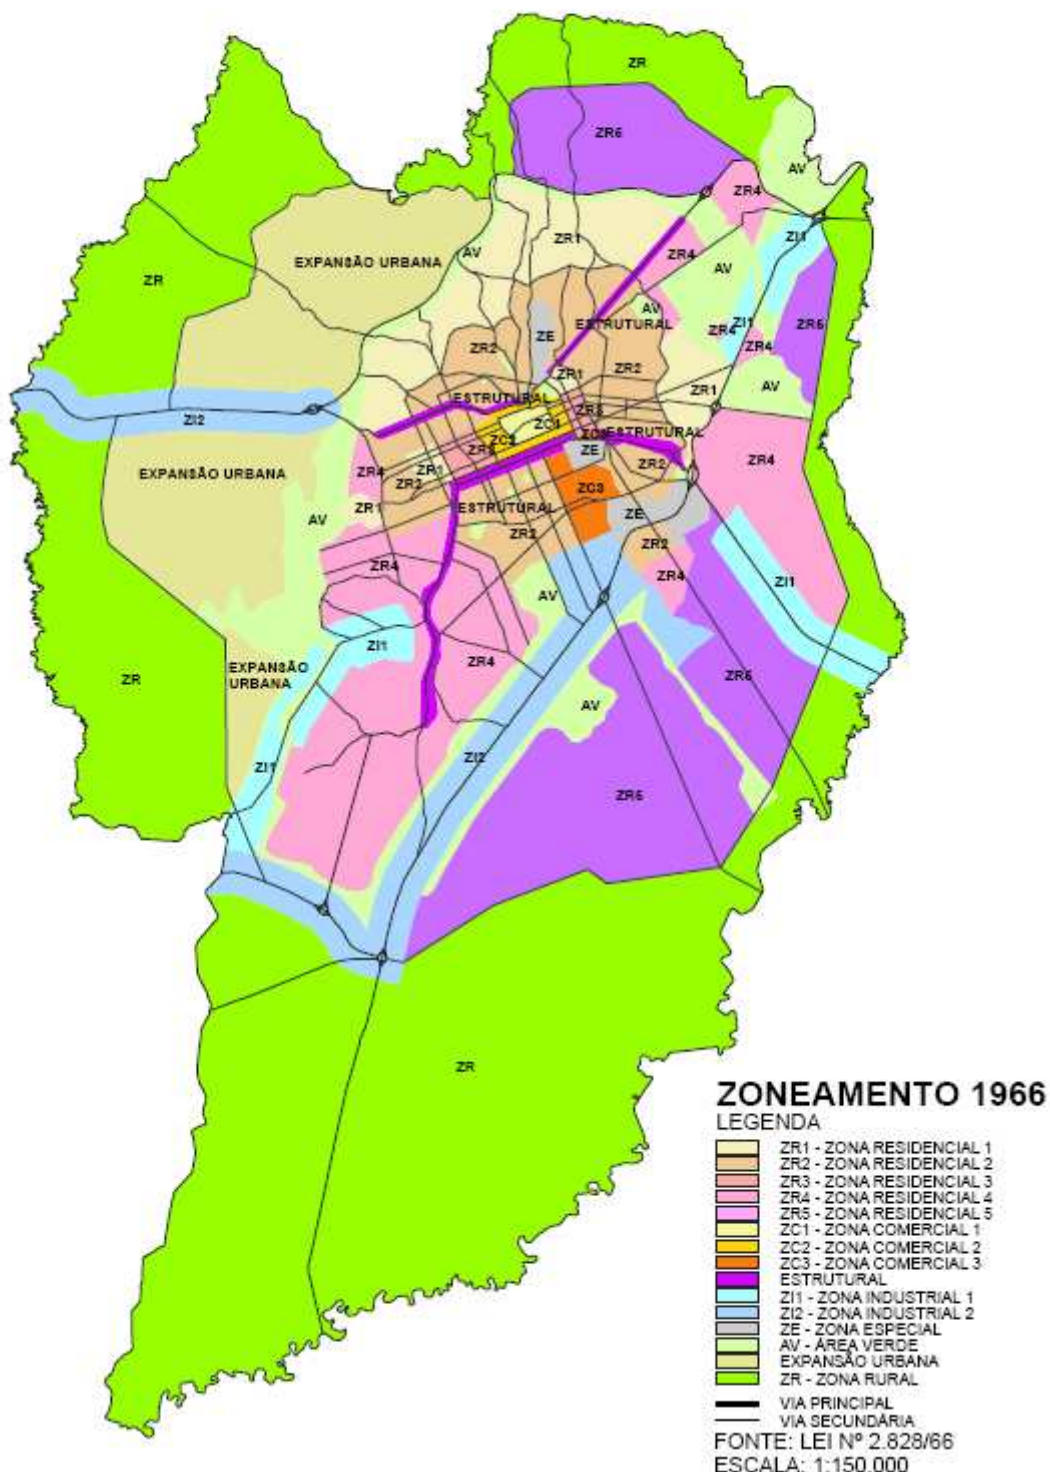 ZR
ZR6
AV
ZR4
ZI1
ZR1
EXPANSÃO URBANA
AV
ZR4
AV
ZR
AV
ZR6
ESTRUTURAL
ZI1
ZR4
ZE
ZR4
ZR2
ZR2
ZR1
AV
ZR1
ESTRUTURAL
ZR3
ZI2
ZC1
ESTRUTURAL
ZC2
ZR3
ZE
ZR4
ZR1
ZR2
ZR4
EXPANSÃO URBANA
ZR2
ZC3
ZR1
ESTRUTURAL
ZE
AV
ZR2
ZR2
ZR4
ZR4
ZI1
AV
ZI1
ZR4
EXPANSÃO
URBANA
ZR
ZR6
AV
ZI2
ZI1
ZR6
ZR
ZONEAMENTO 1966
LEGENDA
ZR1 - ZONA RESIDENCIAL 1
ZR2 - ZONA RESIDENCIAL 2
ZR3 - ZONA RESIDENCIAL 3
ZR4 - ZONA RESIDENCIAL 4
ZR5 - ZONA RESIDENCIAL 5
ZC1 - ZONA COMERCIAL 1
ZC2 - ZONA COMERCIAL 2
ZC3 - ZONA COMERCIAL 3
ESTRUTURAL
ZI1 - ZONA INDUSTRIAL 1
ZI2 - ZONA INDUSTRIAL 2
ZE - ZONA ESPECIAL
AV - ÁREA VERDE
EXPANSÃO URBANA
ZR - ZONA RURAL
VIA PRINCIPAL
VIA SECUNDÁRIA
FONTE: LEI Nº 2.828/66
ESCALA: 1:150.000